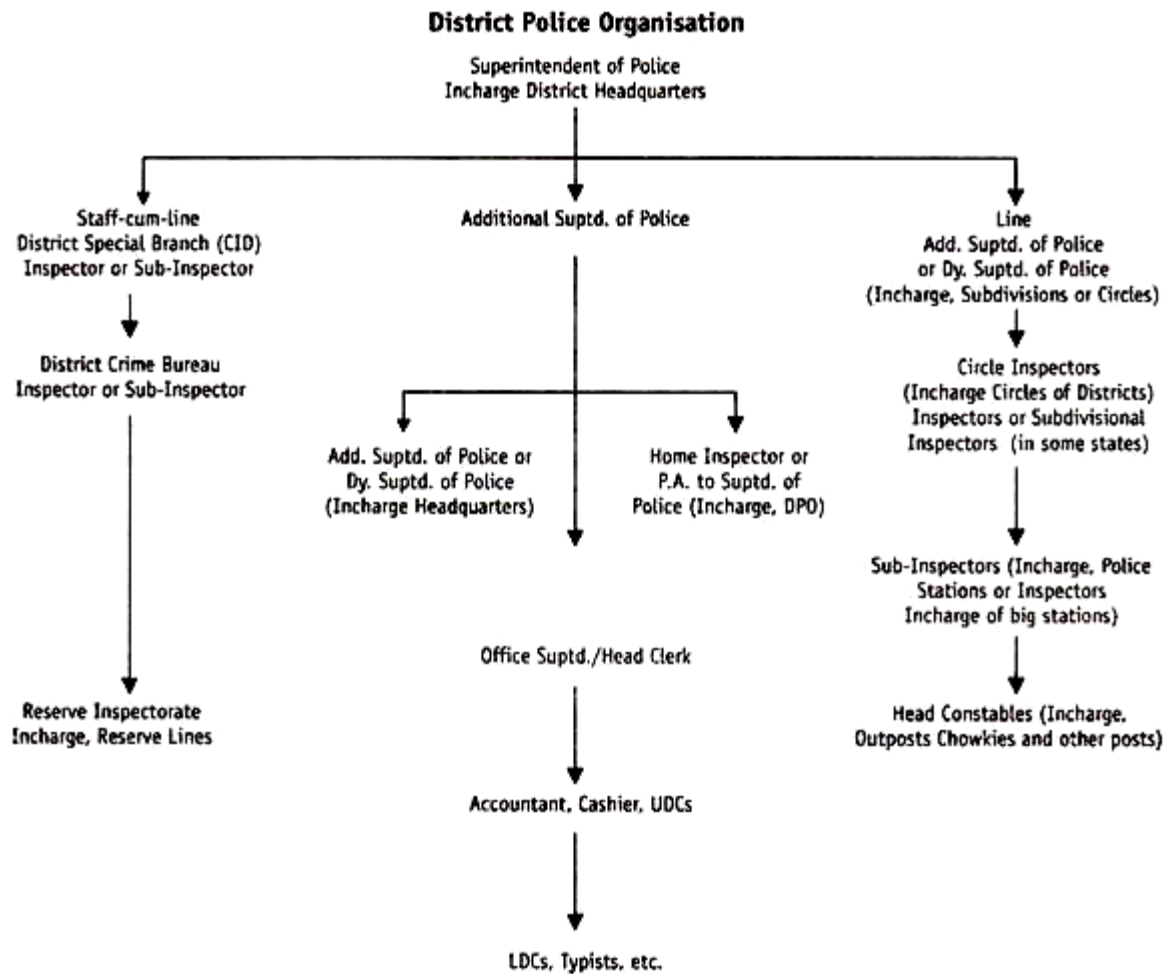 District Police Organisation
Superintendent of Police
Incharge District Headquarters
Staff-cum-line
District Special Branch (CID)
Inspector or Sub-Inspector
District Crime Bureau
Inspector or Sub-Inspector
Reserve Inspectorate
Incharge, Reserve Lines
Additional Suptd. of Police
Add. Suptd. of Police or
Dy. Suptd. of Police
(Incharge Headquarters)
Home Inspector or
P.A. to Suptd. of
Police (Incharge, DPO)
Office Suptd./Head Clerk
Accountant, Cashier, UDCs
LDCs, Typists, etc.
Line
Add. Suptd. of Police
or Dy. Suptd. of Police
(Incharge, Subdivisions or Circles)
Circle Inspectors
(Incharge Circles of Districts)
Inspectors or Subdivisional
Inspectors (in some states)
Sub-Inspectors (Incharge, Police
Stations or Inspectors
Incharge of big stations)
Head Constables (Incharge,
Outposts Chowkies and other posts)